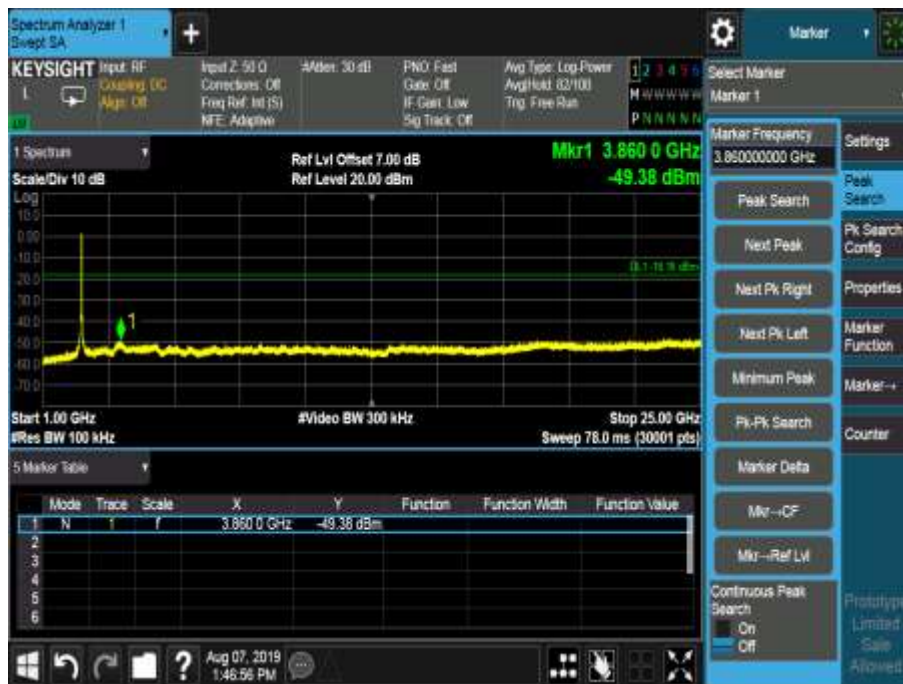 Spectrum Analyzer 1
Swept SA
+
Marker
KEYSIGHT
L
Input: RF
Coupling: DC
Align: Off
Input Z: 50 Ω
Corrections: Off
Freq Ref: Int (S)
NFE: Adaptive
#Atten: 30 dB
PNO: Fast
Gate: Off
IF Gain: Low
Sig Track: Off
Avg Type: Log-Power
Avg|Hold: 82/100
Trig: Free Run
1 2 3 4 5 6
M W W W W W
P N N N N N
Select Marker
Marker 1
1 Spectrum
Scale/Div 10 dB
Ref Lvl Offset 7.00 dB
Ref Level 20.00 dBm
Mkr1 3.860 0 GHz
-49.38 dBm
Log
10.0
0.00
-10.0
-20.0
-30.0
-40.0
-50.0
-60.0
-70.0
1
Start 1.00 GHz
#Res BW 100 kHz
#Video BW 300 kHz
Stop 25.00 GHz
Sweep 78.0 ms (30001 pts)
5 Marker Table
Mode Trace Scale X Y Function Function Width Function Value
1 N 1 f 3.860 0 GHz -49.38 dBm
2
3
4
5
6
Marker Frequency
3.860000000 GHz
Peak Search
Next Peak
Next Pk Right
Next Pk Left
Minimum Peak
Pk-Pk Search
Marker Delta
Mkr→CF
Mkr→Ref Lvl
Continuous Peak
Search
On
Off
Settings
Peak
Search
Pk Search
Config
Properties
Marker
Function
Marker→
Counter
Prototype
Limited
Sale
Allowed
?
Aug 07, 2019
1:46:56 PM